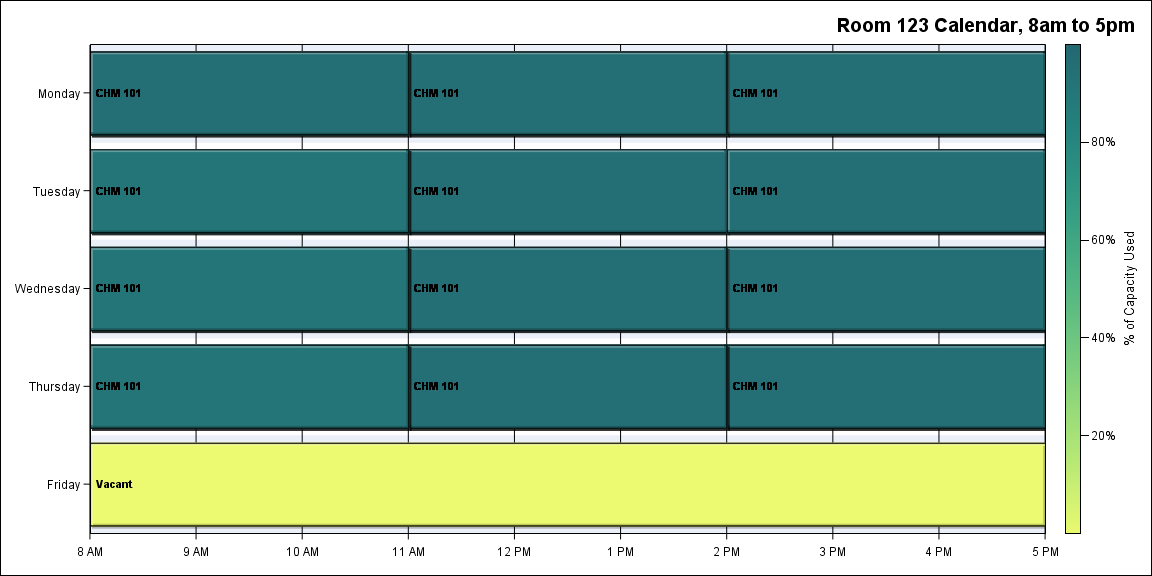 Room 123 Calendar, 8am to 5pm
Monday
CHM 101
CHM 101
CHM 101
Tuesday
CHM 101
CHM 101
CHM 101
Wednesday
CHM 101
CHM 101
CHM 101
Thursday
CHM 101
CHM 101
CHM 101
Friday
Vacant
8 AM
9 AM
10 AM
11 AM
12 PM
1 PM
2 PM
3 PM
4 PM
5 PM
80%
60%
40%
20%
% of Capacity Used